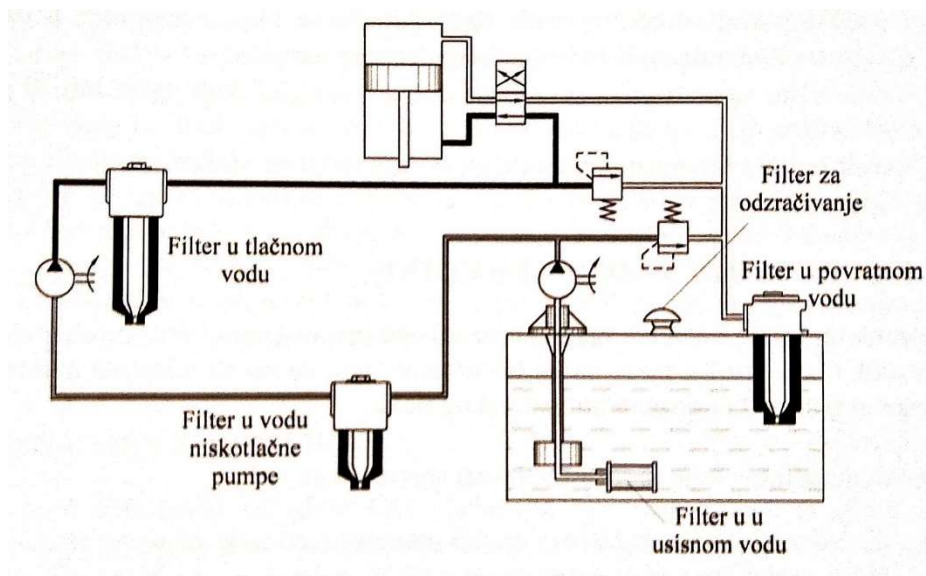 Filter za
odzračivanje
Filter u tlačnom
vodu
Filter u povratnom
vodu
Filter u vodu
niskotlačne
pumpe
Filter u u
usisnom vodu